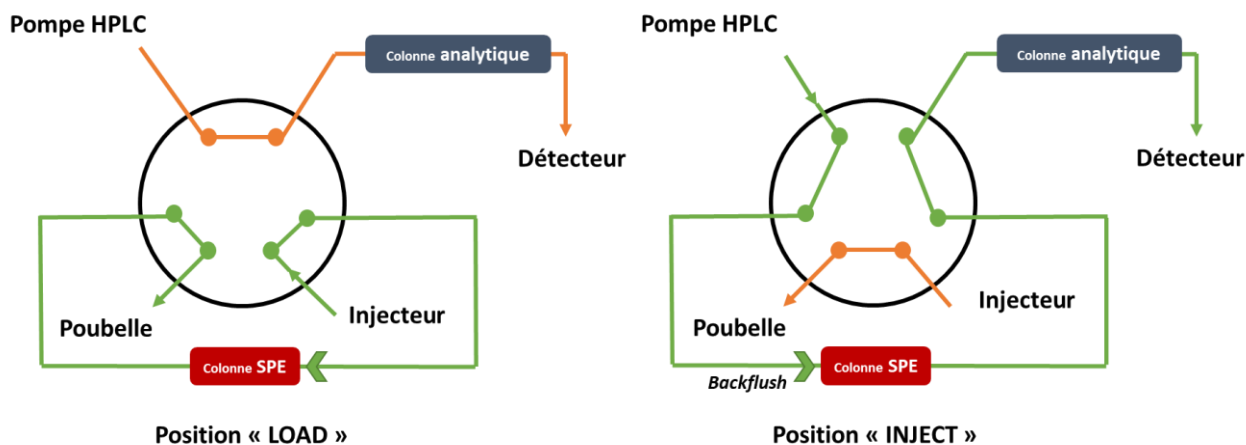 Pompe HPLC
Colonne analytique
Détecteur
Poubelle
Injecteur
Colonne SPE
Position « LOAD »
Pompe HPLC
Colonne analytique
Détecteur
Poubelle
Injecteur
Backflush
Colonne SPE
Position « INJECT »